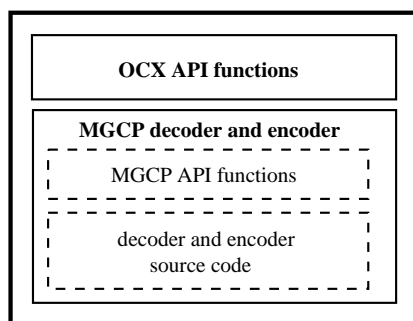 OCX API functions
MGCP decoder and encoder
MGCP API functions
decoder and encoder
source code